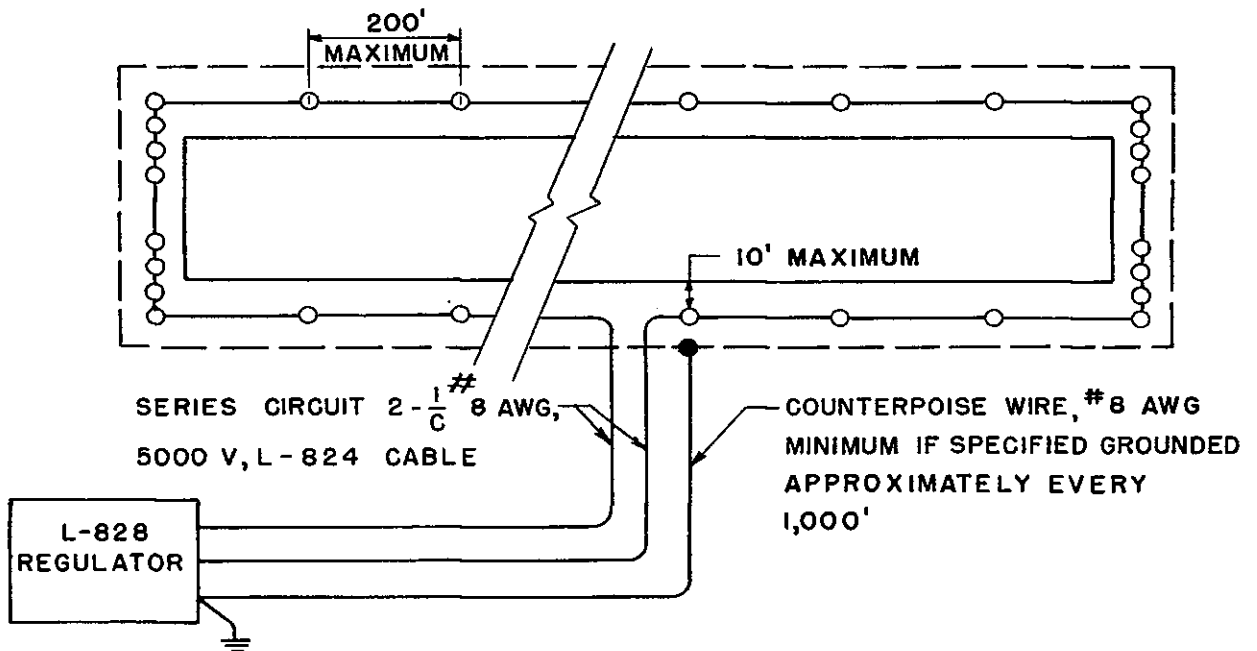 200'
MAXIMUM
10' MAXIMUM
SERIES CIRCUIT 2-1/C #8 AWG,
5000 V, L-824 CABLE
COUNTERPOISE WIRE, #8 AWG
MINIMUM IF SPECIFIED GROUNDED
APPROXIMATELY EVERY
1,000'
L-828
REGULATOR